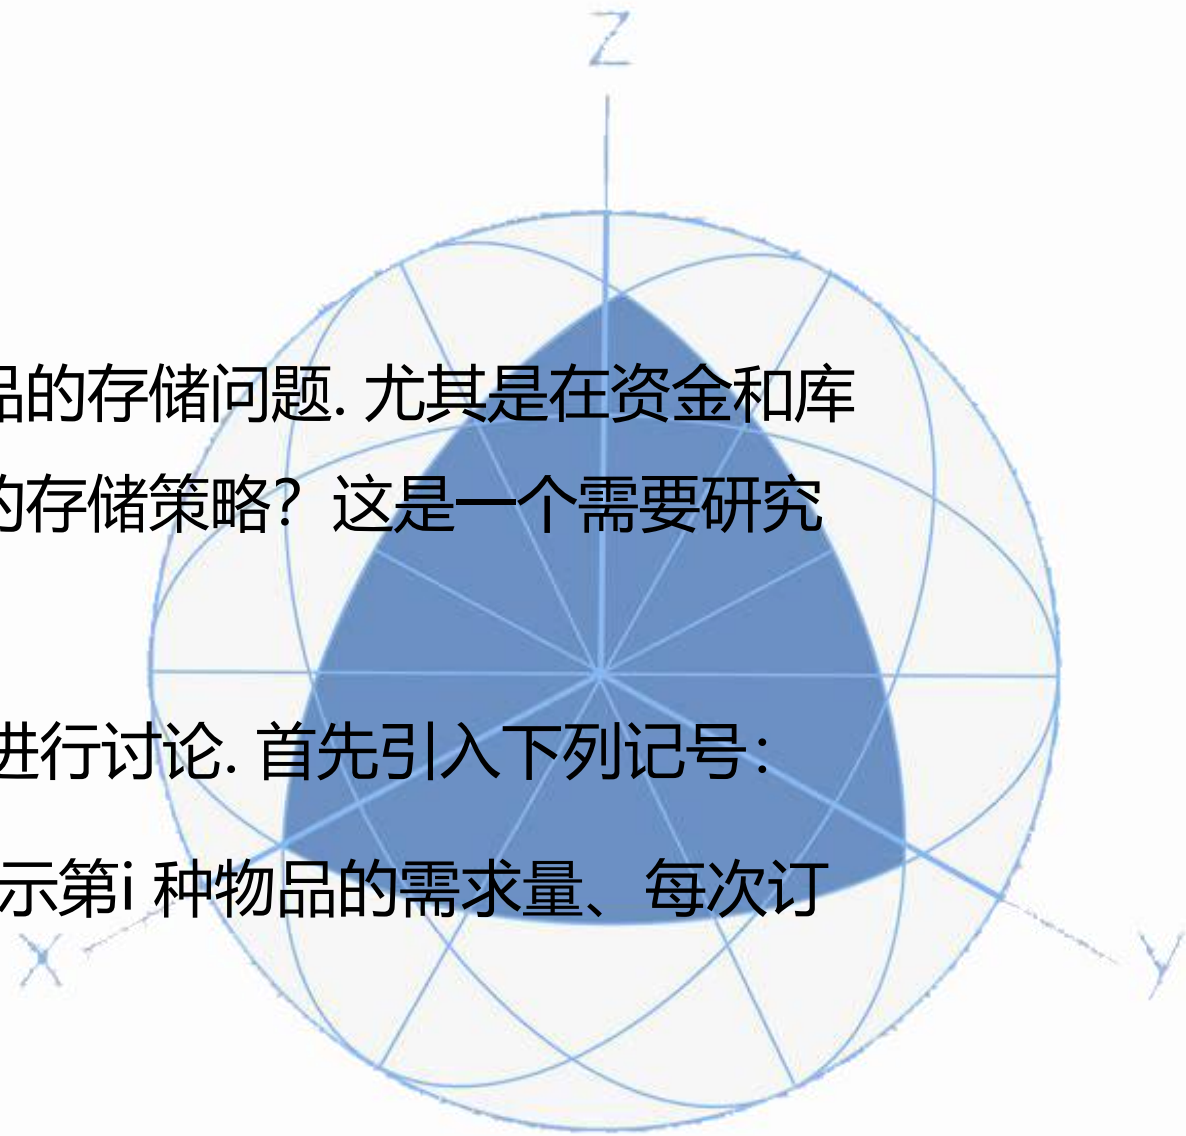 Z
品的存储问题. 尤其是在资金和库
的存储策略？这是一个需要研究
进行讨论. 首先引入下列记号：
示第i 种物品的需求量、每次订
X
Y